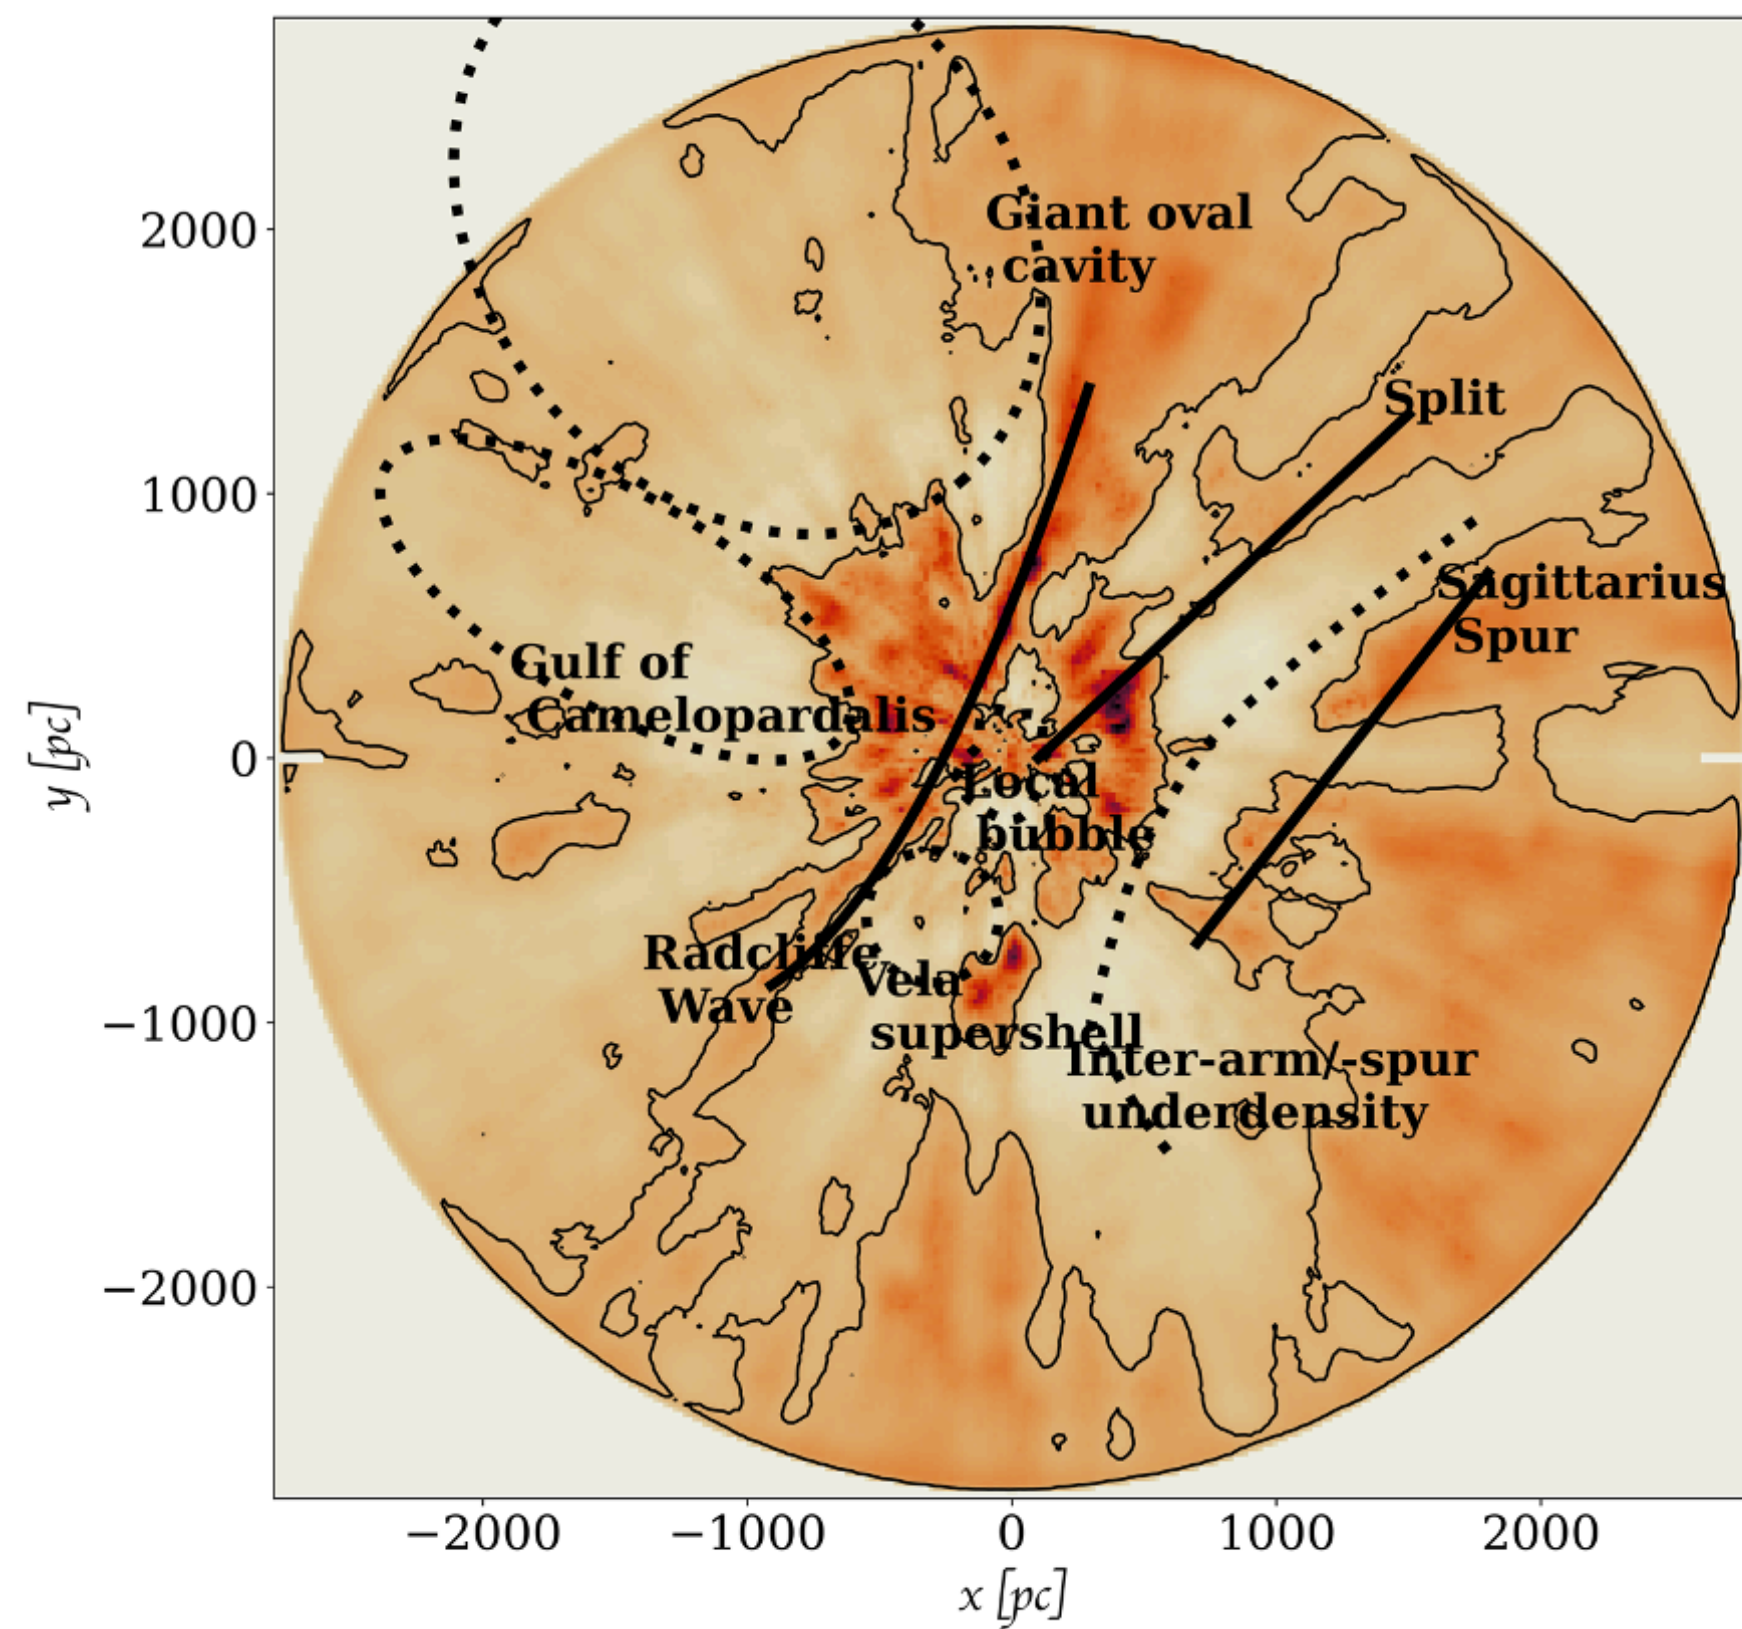 Giant oval
cavity
Split
Sagittarius
Spur
Gulf of
Camelopardalis
Local
bubble
Radcliffe
Wave
Vela
supershell
Inter-arm/-spur
underdensity
2000
1000
0
−1000
−2000
y [pc]
−2000 −1000 0 1000 2000
x [pc]